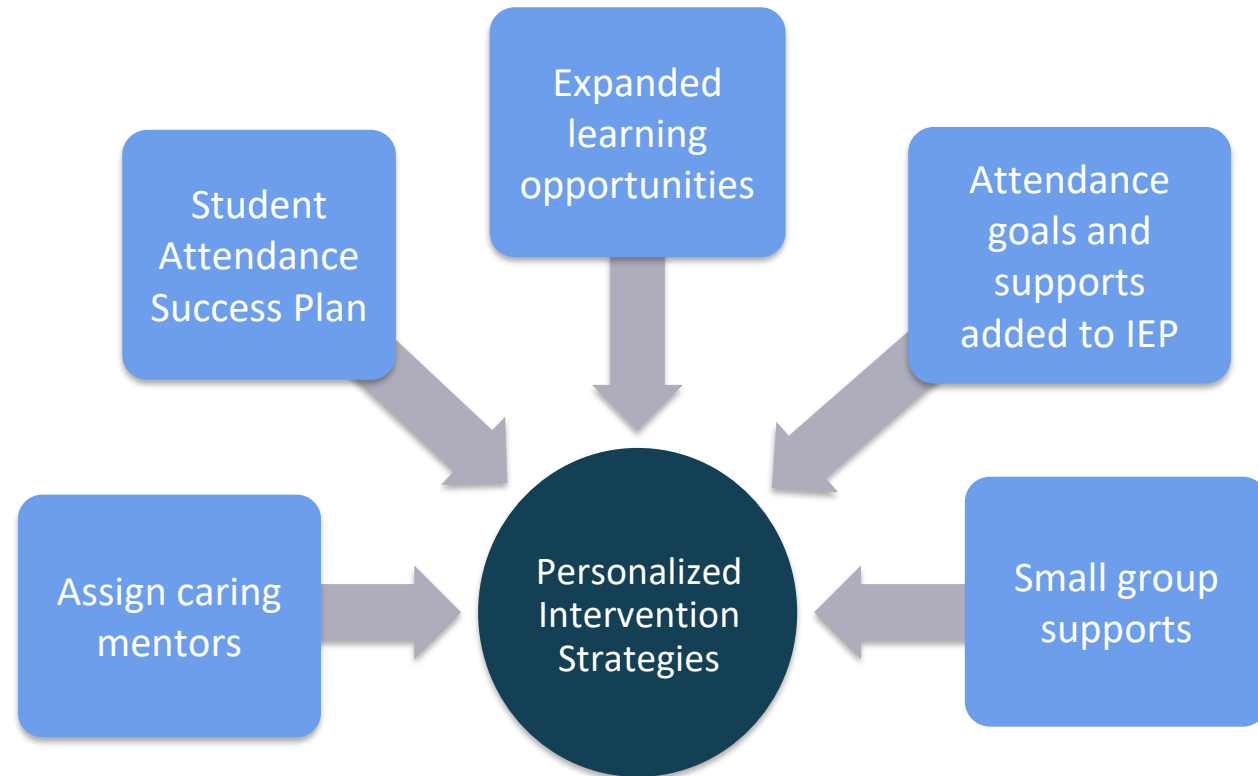 Expanded
learning
opportunities
Student
Attendance
Success Plan
Attendance
goals and
supports
added to IEP
Assign caring
mentors
Personalized
Intervention
Strategies
Small group
supports